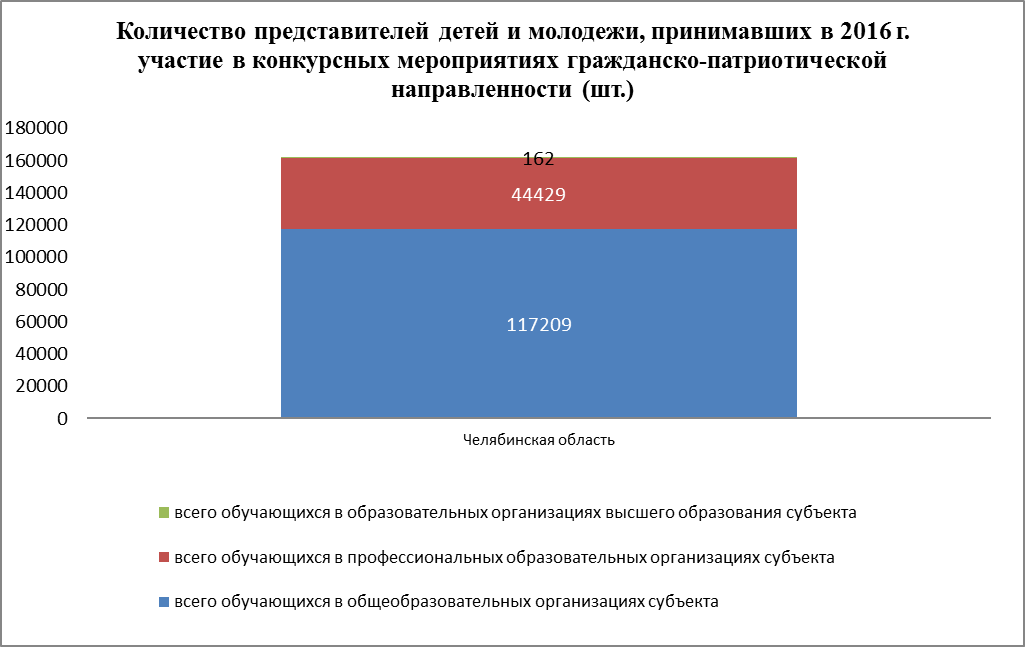 Количество представителей детей и молодежи, принимавших в 2016 г.
участие в конкурсных мероприятиях гражданско-патриотической
направленности (шт.)
180000
160000
140000
120000
100000
80000
60000
40000
20000
0
162
44429
117209
Челябинская область
всего обучающихся в образовательных организациях высшего образования субъекта
всего обучающихся в профессиональных образовательных организациях субъекта
всего обучающихся в общеобразовательных организациях субъекта